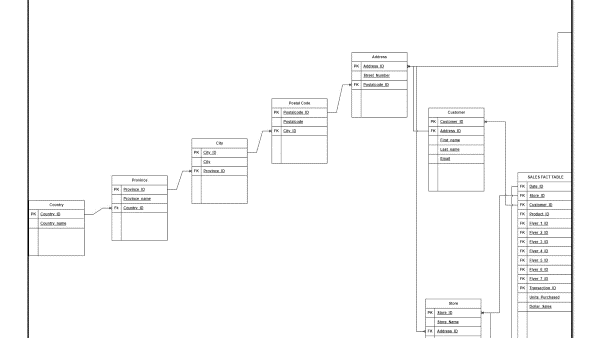 Address
PK Address ID
Street Number
FK Postalcode ID
Postal Code
PK Postalcode ID
Postalcode
FK City ID
Customer
PK Customer ID
FK Address ID
First name
Last name
Email
City
PK City ID
City
FK Province ID
Province
PK Province ID
Province name
FK Country ID
Country
PK Country ID
Country name
SALES FACT TABLE
FK Date ID
FK Store ID
FK Customer ID
FK Product ID
FK Flyer 1 ID
FK Flyer 2 ID
FK Flyer 3 ID
FK Flyer 4 ID
FK Flyer 5 ID
FK Flyer 6 ID
FK Flyer 7 ID
PK Transaction ID
Units Purchased
Dollar Sales
Store
PK Store ID
Store Name
FK Address ID